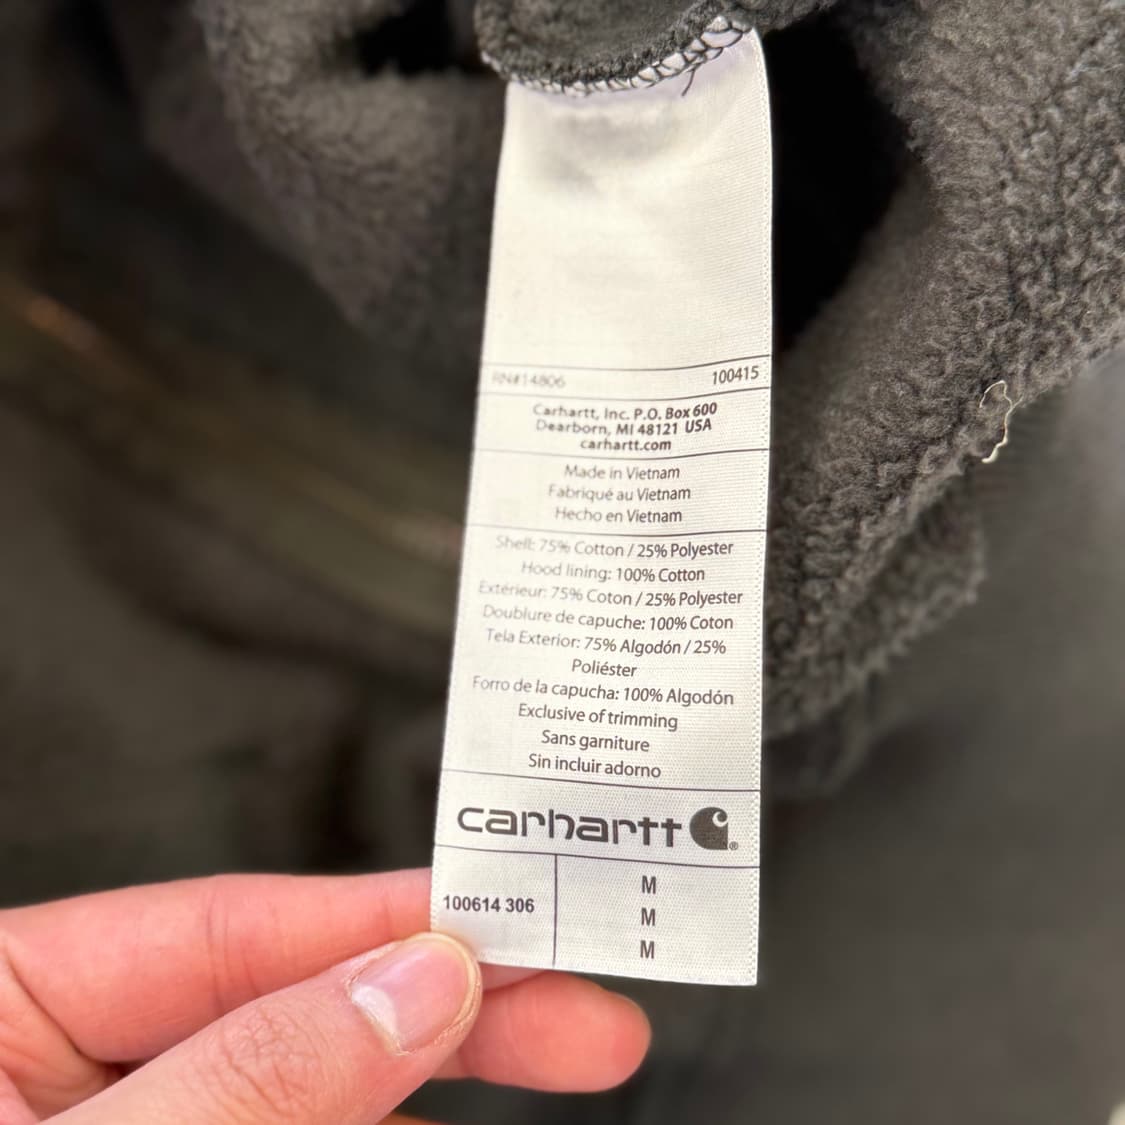 RN#14806 100415
Carhartt, Inc. P.O. Box 600
Dearborn, MI 48121 USA
carhartt.com
Made in Vietnam
Fabriqué au Vietnam
Hecho en Vietnam
Shell: 75% Cotton / 25% Polyester
Hood lining: 100% Cotton
Extérieur: 75% Coton / 25% Polyester
Doublure de capuche: 100% Coton
Tela Exterior: 75% Algodón / 25%
Poliéster
Forro de la capucha: 100% Algodón
Exclusive of trimming
Sans garniture
Sin incluir adorno
carhartt ®
100614 306
M
M
M